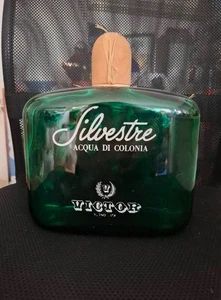 Silvestre
ACQUA DI COLONIA
V
VICTOR